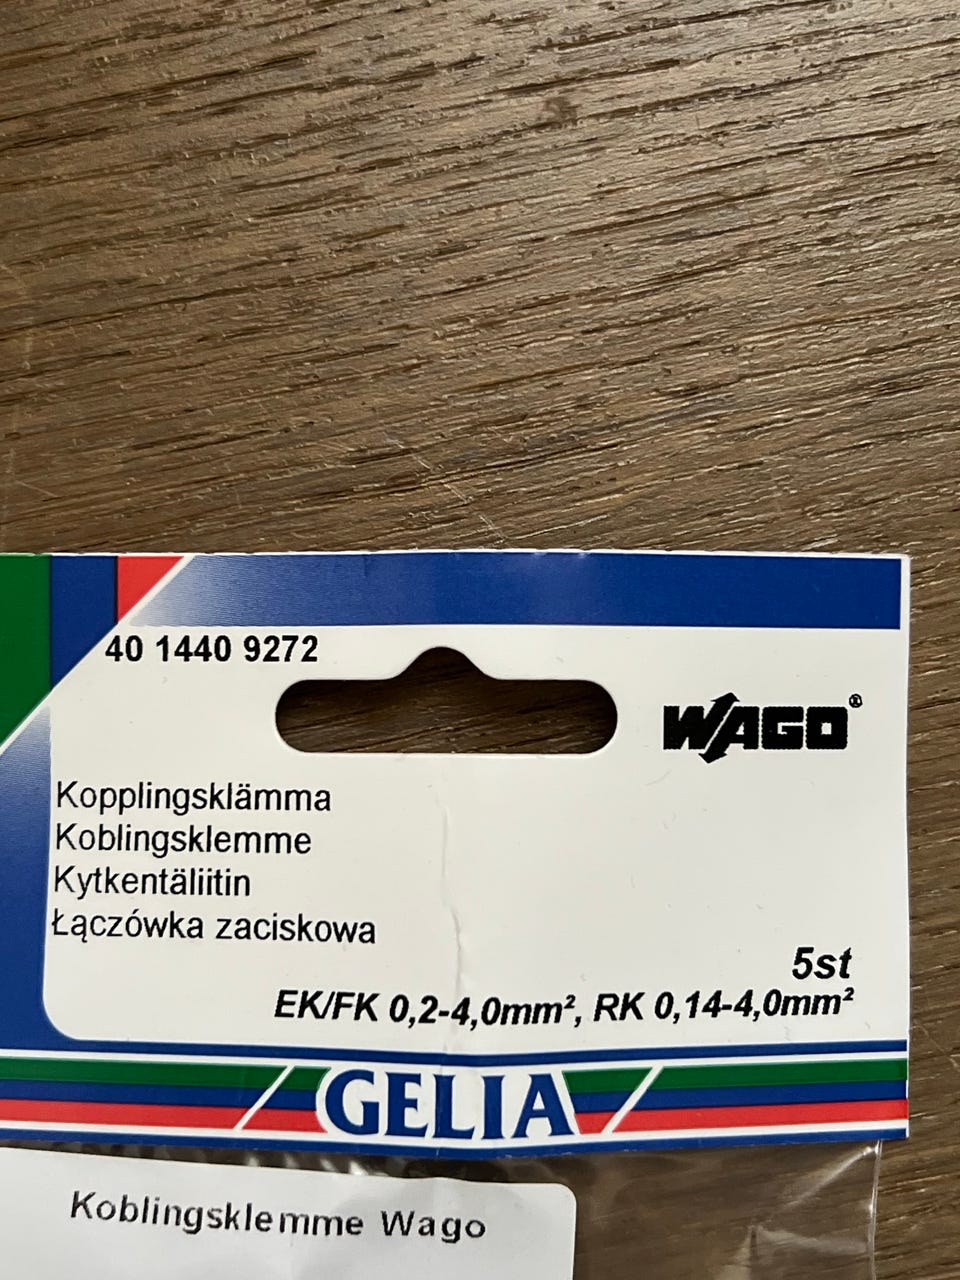 40 1440 9272
WAGO®
Kopplingsklämma
Koblingsklemme
Kytkentäliitin
Łączówka zaciskowa
5st
EK/FK 0,2-4,0mm², RK 0,14-4,0mm²
GELIA
Koblingsklemme Wago